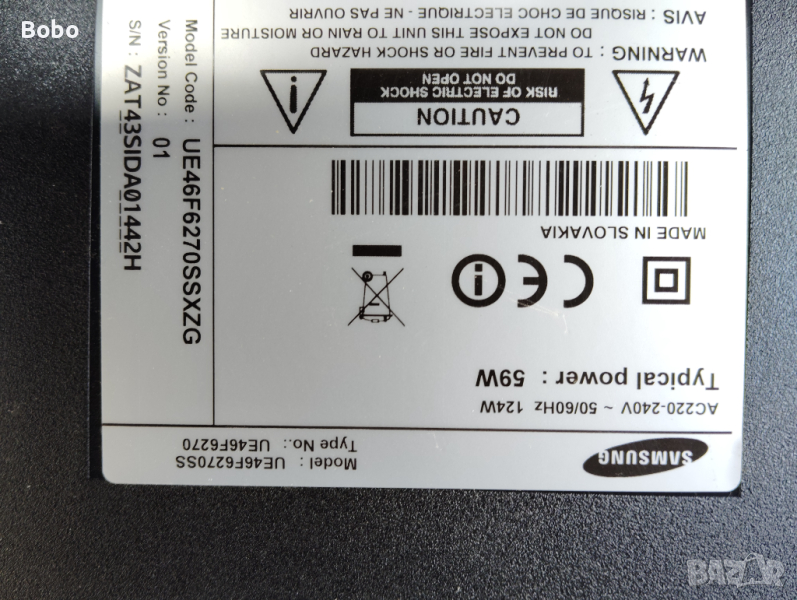 Bobo
SAMSUNG
Model : UE46F6270SS
Type No.: UE46F6270
AC220-240V ~ 50/60Hz 124W
Typical power : 59W
MADE IN SLOVAKIA
CAUTION
RISK OF ELECTRIC SHOCK
DO NOT OPEN
WARNING : TO PREVENT FIRE OR SHOCK HAZARD
DO NOT EXPOSE THIS UNIT TO RAIN OR MOISTURE
AVIS : RISQUE DE CHOC ELECTRIQUE - NE PAS OUVRIR
Model Code : UE46F6270SSXZG
Version No : 01
S/N : ZAT43SIDA01442H
BAZAR